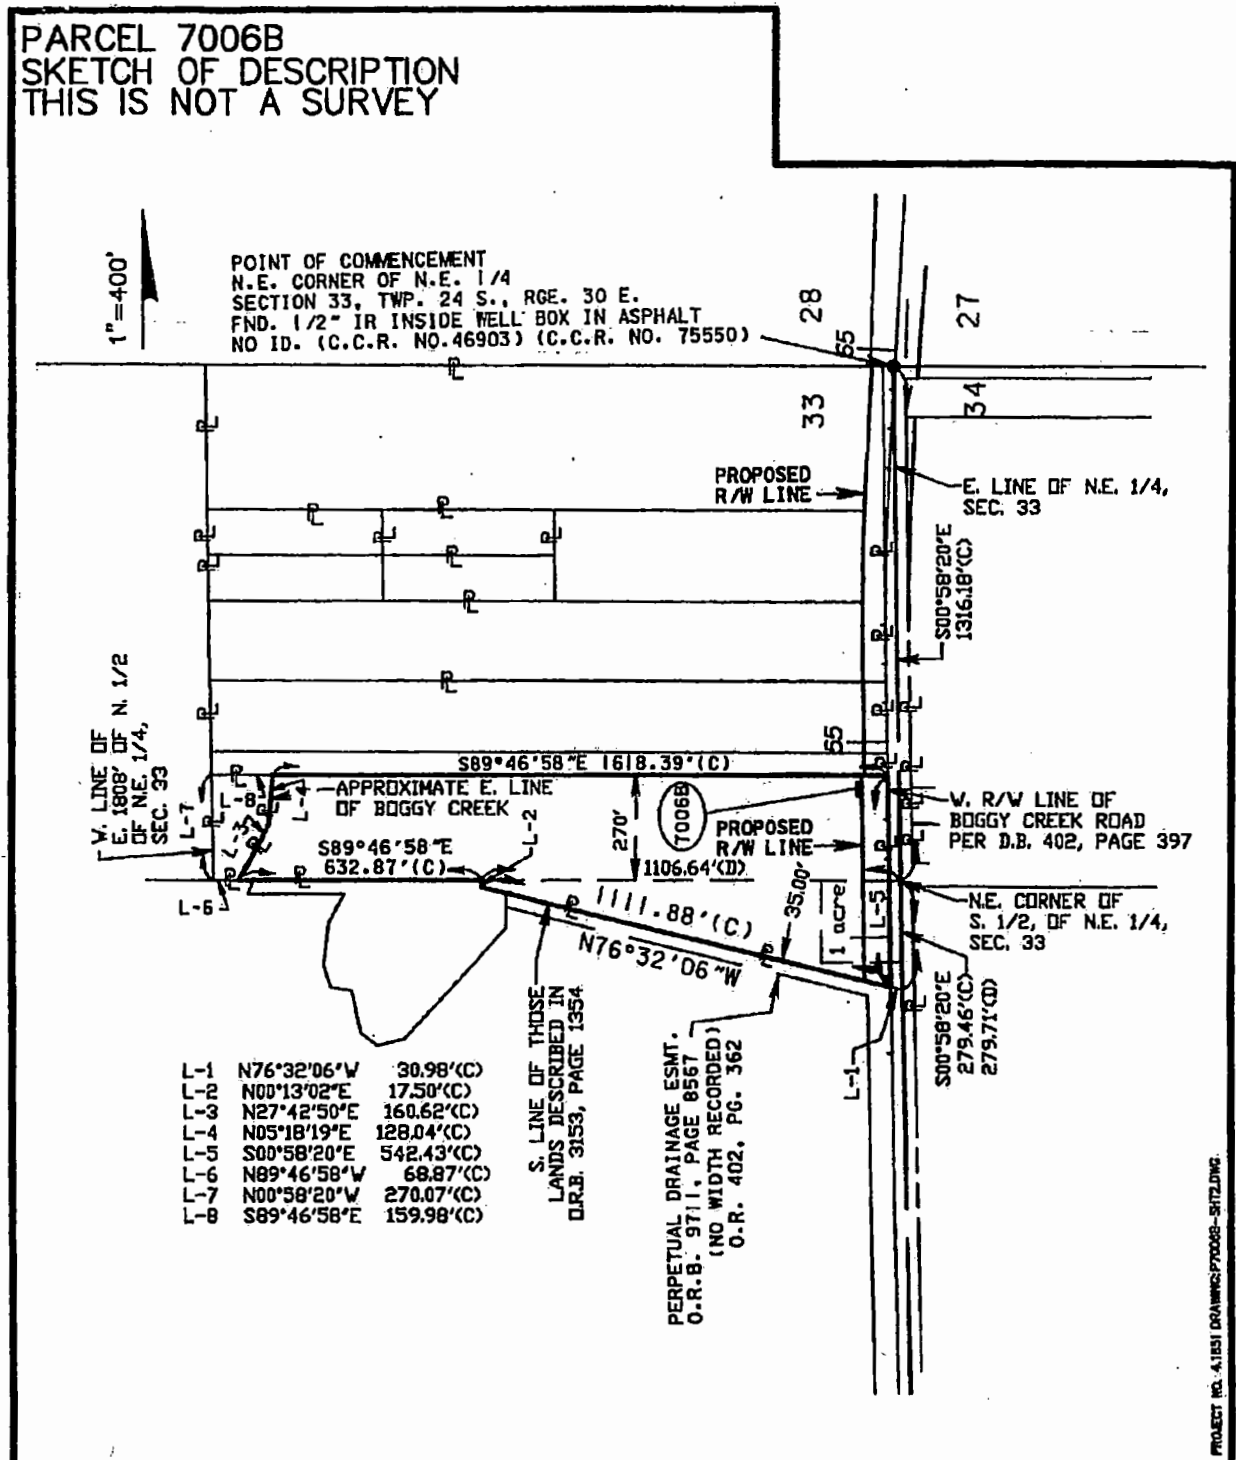 PARCEL 7006B
SKETCH OF DESCRIPTION
THIS IS NOT A SURVEY
1"=400'
POINT OF COMMENCEMENT
N.E. CORNER OF N.E. 1/4
SECTION 33, TWP. 24 S., RGE. 30 E.
FND. 1/2" IR INSIDE WELL BOX IN ASPHALT
NO ID. (C.C.R. NO.46903) (C.C.R. NO. 75550)
28
27
55
33
34
PROPOSED
R/W LINE
E. LINE OF N.E. 1/4,
SEC. 33
S00°58'20"E
1316.18'(C)
W. LINE OF
E. 1808' OF N. 1/2
OF N.E. 1/4,
SEC. 33
55
S89°46'58"E 1618.39'(C)
L-7
L-8
L-3
L-4
APPROXIMATE E. LINE
OF BOGGY CREEK
L-2
270'
7006B
PROPOSED
R/W LINE
W. R/W LINE OF
BOGGY CREEK ROAD
PER D.B. 402, PAGE 397
S89°46'58"E
632.87'(C)
1106.64'(D)
L-6
1111.88'(C)
N76°32'06"W
35.00'
1 acre
L-5
N.E. CORNER OF
S. 1/2, OF N.E. 1/4,
SEC. 33
S00°58'20"E
279.46'(C)
279.71'(D)
L-1
S. LINE OF THOSE
LANDS DESCRIBED IN
O.R.B. 3153, PAGE 1354
PERPETUAL DRAINAGE ESMT.
O.R.B. 9711, PAGE 8567
(NO WIDTH RECORDED)
O.R. 402, PG. 362
L-1 N76°32'06"W 30.98'(C)
L-2 N00°13'02"E 17.50'(C)
L-3 N27°42'50"E 160.62'(C)
L-4 N05°18'19"E 128.04'(C)
L-5 S00°58'20"E 542.43'(C)
L-6 N89°46'58"W 68.87'(C)
L-7 N00°58'20"W 270.07'(C)
L-8 S89°46'58"E 159.98'(C)
PROJECT NO.